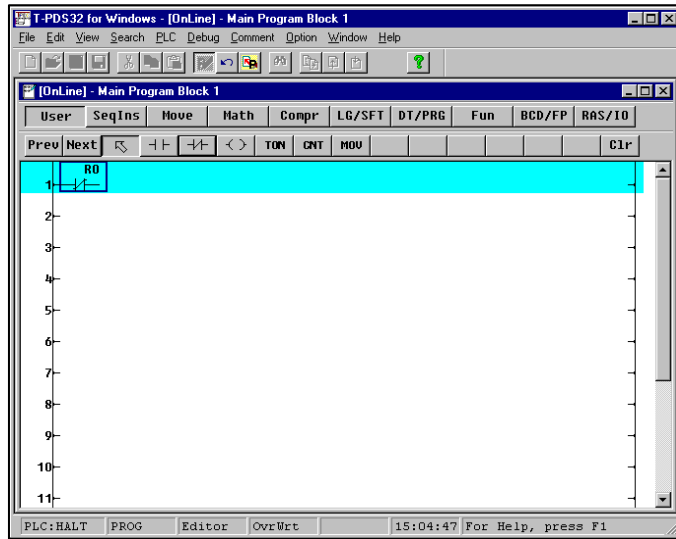 T-PDS32 for Windows - [OnLine] - Main Program Block 1
File Edit View Search PLC Debug Comment Option Window Help
[OnLine] - Main Program Block 1
User SeqIns Move Math Compr LG/SFT DT/PRG Fun BCD/FP RAS/IO
Prev Next TON CNT MOV Clr
R0
1
2
3
4
5
6
7
8
9
10
11
PLC:HALT PROG Editor OvrWrt 15:04:47 For Help, press F1